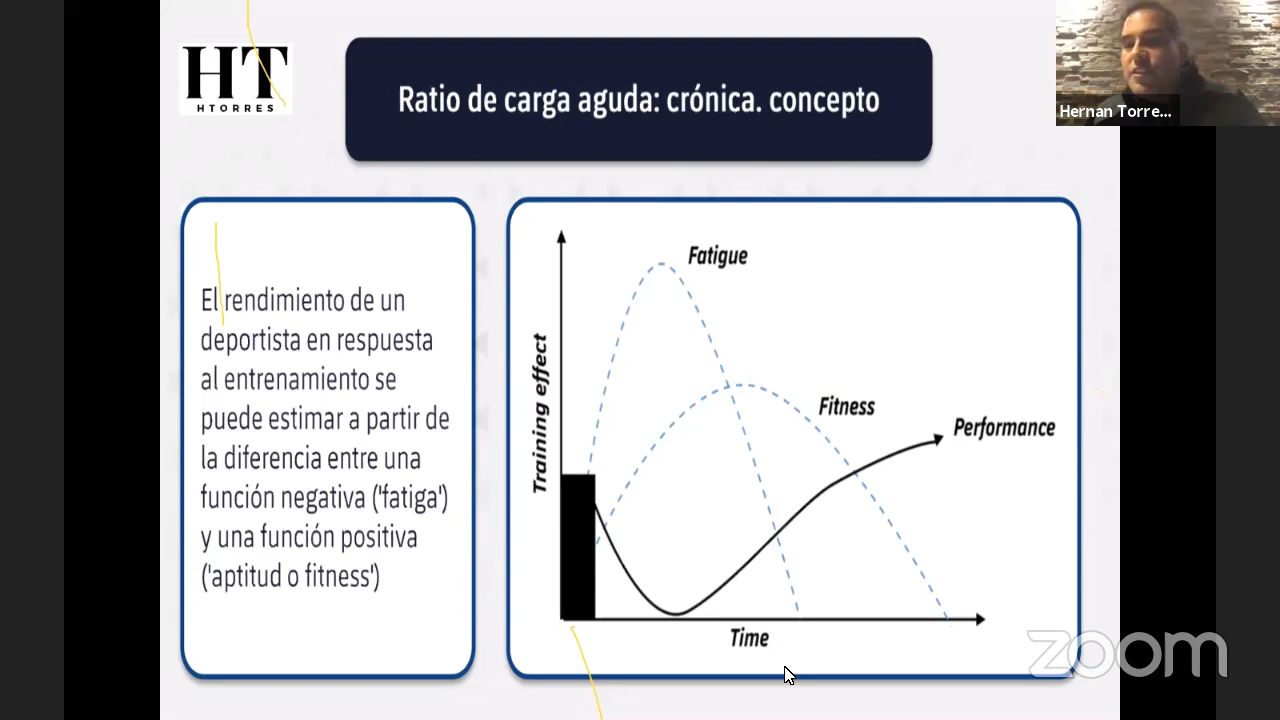 HT
HTORRES
Ratio de carga aguda: crónica. concepto
Hernan Torre...
El rendimiento de un
deportista en respuesta
al entrenamiento se
puede estimar a partir de
la diferencia entre una
función negativa ('fatiga')
y una función positiva
('aptitud o fitness')
Fatigue
Training effect
Fitness
Performance
Time
zoom